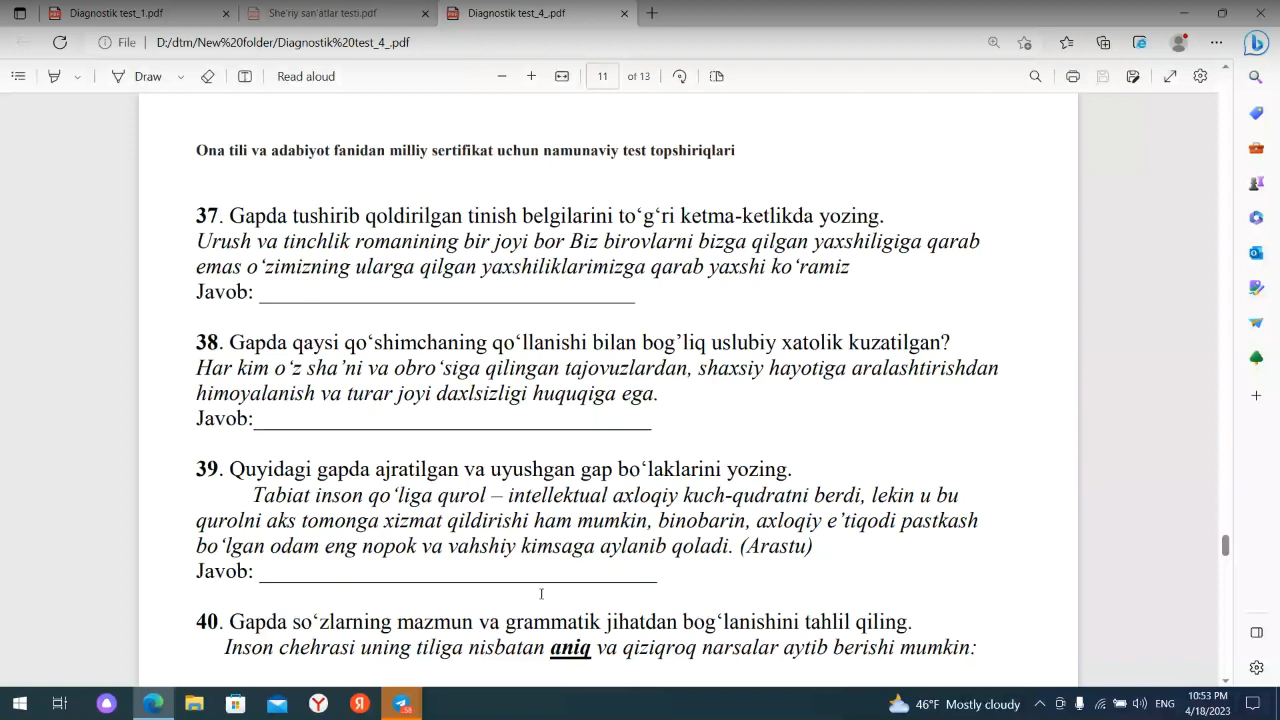 Diagnostik test_1.pdf
She'riy san'atlar testi.pdf
Diagnostik test_4_.pdf
File
D:/dtm/New%20folder/Diagnostik%20test_4_.pdf
Draw
Read aloud
11 of 13
Ona tili va adabiyot fanidan milliy sertifikat uchun namunaviy test topshiriqlari
37. Gapda tushirib qoldirilgan tinish belgilarini to‘g‘ri ketma-ketlikda yozing.
Urush va tinchlik romanining bir joyi bor Biz birovlarni bizga qilgan yaxshiligiga qarab
emas o‘zimizning ularga qilgan yaxshiliklarimizga qarab yaxshi ko‘ramiz
Javob: ___________________________________
38. Gapda qaysi qo‘shimchaning qo‘llanishi bilan bog’liq uslubiy xatolik kuzatilgan?
Har kim o‘z sha’ni va obro‘siga qilingan tajovuzlardan, shaxsiy hayotiga aralashtirishdan
himoyalanish va turar joyi daxlsizligi huquqiga ega.
Javob:_____________________________________
39. Quyidagi gapda ajratilgan va uyushgan gap bo‘laklarini yozing.
Tabiat inson qo‘liga qurol – intellektual axloqiy kuch-qudratni berdi, lekin u bu
qurolni aks tomonga xizmat qildirishi ham mumkin, binobarin, axloqiy e’tiqodi pastkash
bo‘lgan odam eng nopok va vahshiy kimsaga aylanib qoladi. (Arastu)
Javob: _____________________________________
40. Gapda so‘zlarning mazmun va grammatik jihatdan bog‘lanishini tahlil qiling.
Inson chehrasi uning tiliga nisbatan aniq va qiziqroq narsalar aytib berishi mumkin:
46°F Mostly cloudy
ENG
10:53 PM
4/18/2023